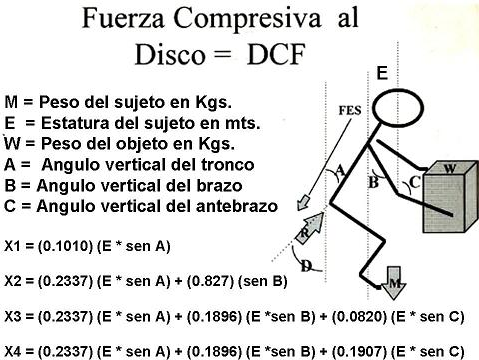 Fuerza Compresiva al
Disco = DCF
M = Peso del sujeto en Kgs.
E = Estatura del sujeto en mts.
W = Peso del objeto en Kgs.
A = Angulo vertical del tronco
B = Angulo vertical del brazo
C = Angulo vertical del antebrazo
E
FES
A
B
C
W
R
D
M
X1 = (0.1010) (E * sen A)
X2 = (0.2337) (E * sen A) + (0.827) (sen B)
X3 = (0.2337) (E * sen A) + (0.1896) (E *sen B) + (0.0820) (E * sen C)
X4 = (0.2337) (E * sen A) + (0.1896) (E *sen B) + (0.1907) (E * sen C)